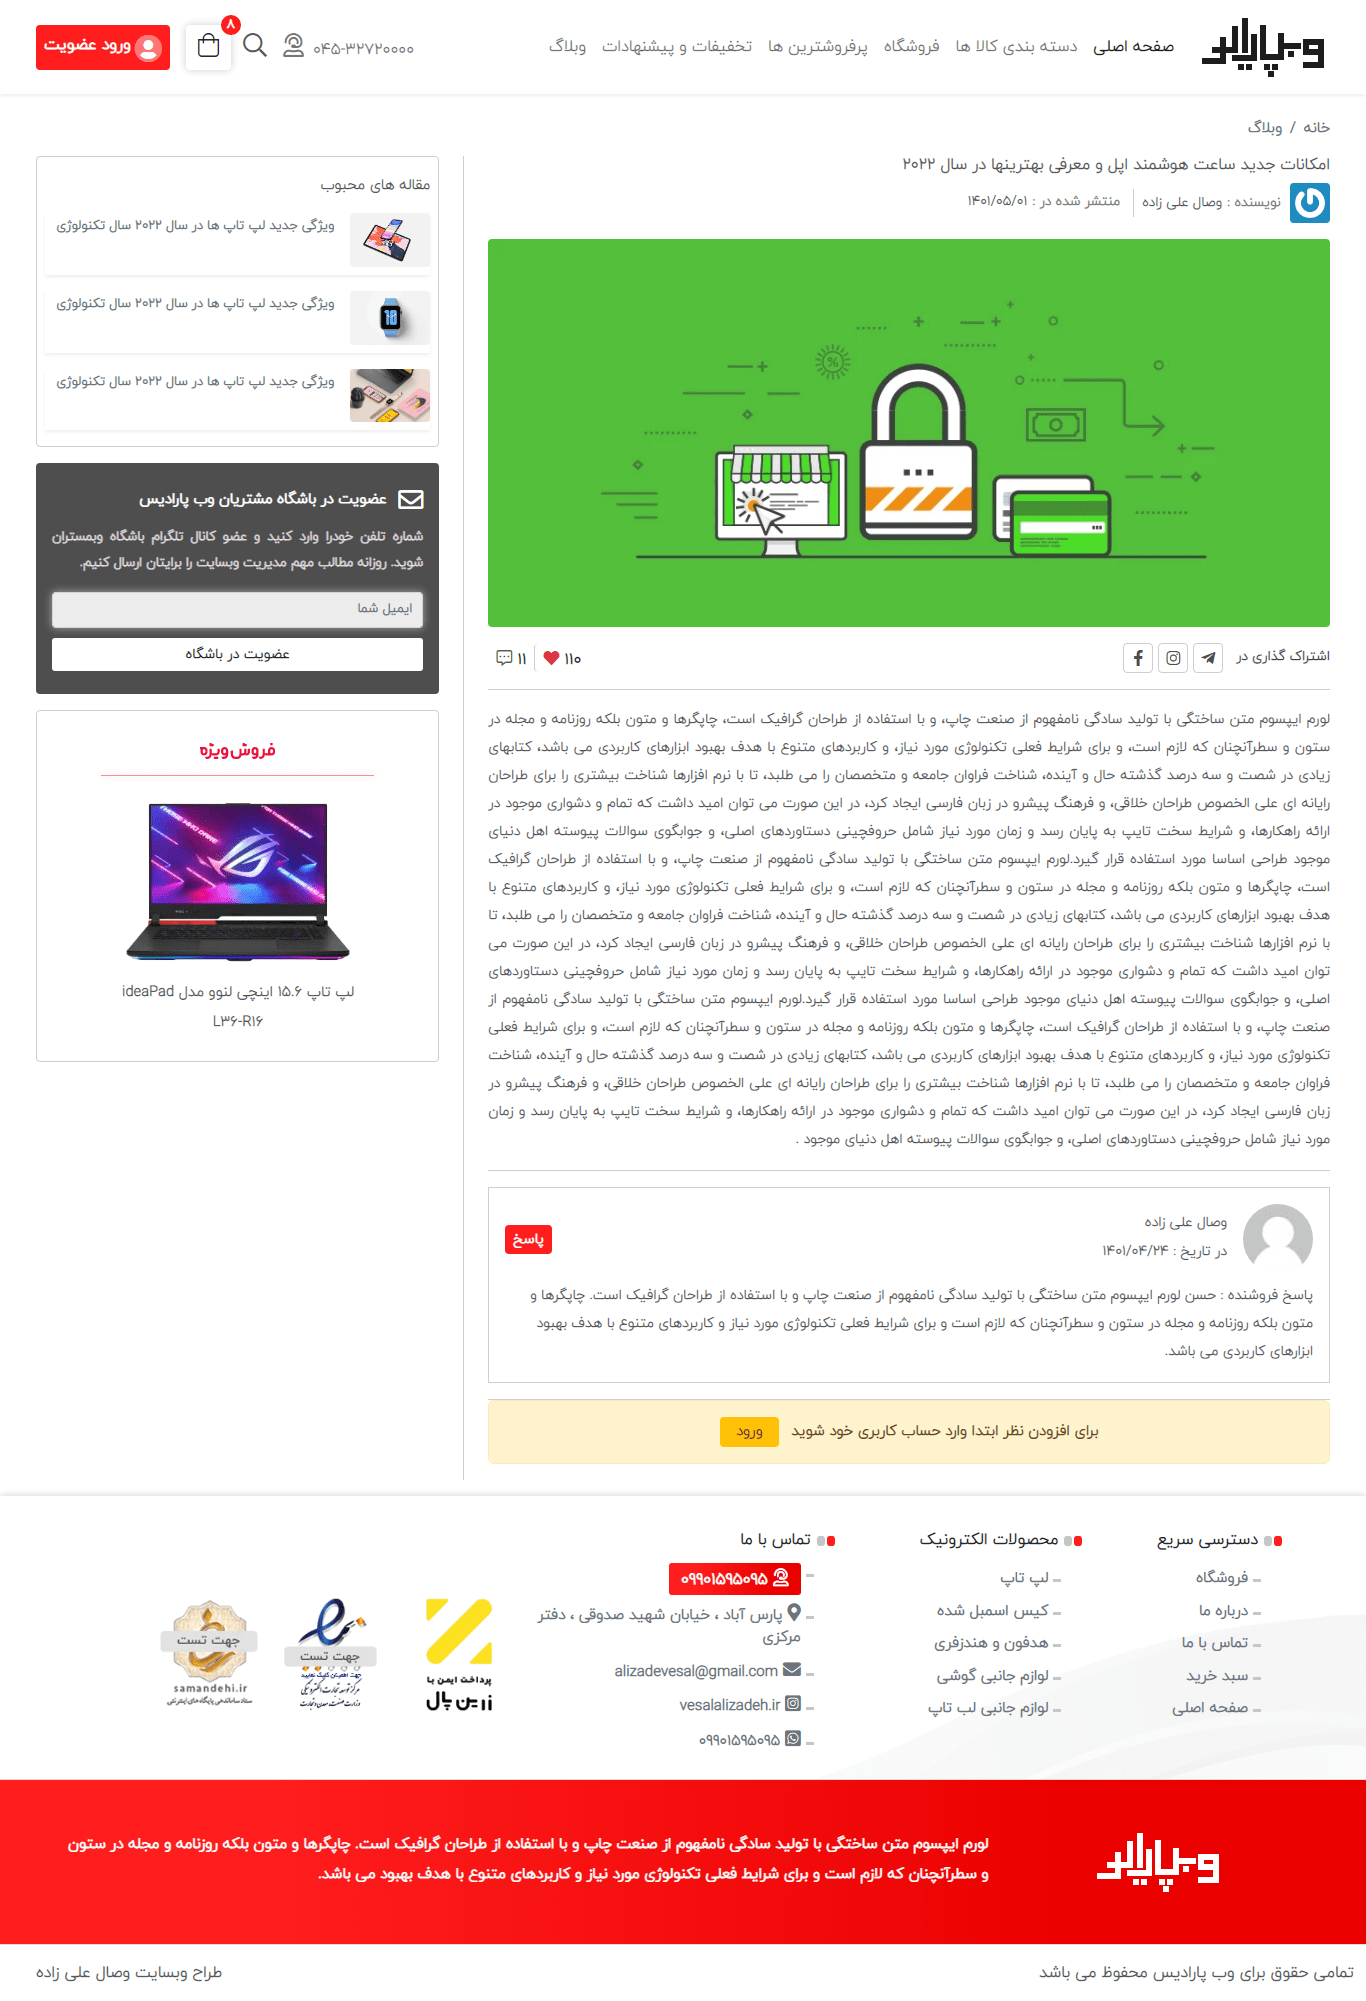 وب پارادایس
صفحه اصلی
دسته بندی کالا ها
فروشگاه
پرفروشترین ها
تخفیفات و پیشنهادات
وبلاگ
۰۴۵-۳۲۷۲۰۰۰۰
۸
ورود عضویت
خانه / وبلاگ
امکانات جدید ساعت هوشمند اپل و معرفی بهترینها در سال ۲۰۲۲
نویسنده : وصال علی زاده
منتشر شده در : ۱۴۰۱/۰۵/۰۱
اشتراک گذاری در
۱۱۰
۱۱
لورم ایپسوم متن ساختگی با تولید سادگی نامفهوم از صنعت چاپ، و با استفاده از طراحان گرافیک است، چاپگرها و متون بلکه روزنامه و مجله در
ستون و سطرآنچنان که لازم است، و برای شرایط فعلی تکنولوژی مورد نیاز، و کاربردهای متنوع با هدف بهبود ابزارهای کاربردی می باشد، کتابهای
زیادی در شصت و سه درصد گذشته حال و آینده، شناخت فراوان جامعه و متخصصان را می طلبد، تا با نرم افزارها شناخت بیشتری را برای طراحان
رایانه ای علی الخصوص طراحان خلاقی، و فرهنگ پیشرو در زبان فارسی ایجاد کرد، در این صورت می توان امید داشت که تمام و دشواری موجود در
ارائه راهکارها، و شرایط سخت تایپ به پایان رسد و زمان مورد نیاز شامل حروفچینی دستاوردهای اصلی، و جوابگوی سوالات پیوسته اهل دنیای
موجود طراحی اساسا مورد استفاده قرار گیرد.لورم ایپسوم متن ساختگی با تولید سادگی نامفهوم از صنعت چاپ، و با استفاده از طراحان گرافیک
است، چاپگرها و متون بلکه روزنامه و مجله در ستون و سطرآنچنان که لازم است، و برای شرایط فعلی تکنولوژی مورد نیاز، و کاربردهای متنوع با
هدف بهبود ابزارهای کاربردی می باشد، کتابهای زیادی در شصت و سه درصد گذشته حال و آینده، شناخت فراوان جامعه و متخصصان را می طلبد، تا
با نرم افزارها شناخت بیشتری را برای طراحان رایانه ای علی الخصوص طراحان خلاقی، و فرهنگ پیشرو در زبان فارسی ایجاد کرد، در این صورت می
توان امید داشت که تمام و دشواری موجود در ارائه راهکارها، و شرایط سخت تایپ به پایان رسد و زمان مورد نیاز شامل حروفچینی دستاوردهای
اصلی، و جوابگوی سوالات پیوسته اهل دنیای موجود طراحی اساسا مورد استفاده قرار گیرد.لورم ایپسوم متن ساختگی با تولید سادگی نامفهوم از
صنعت چاپ، و با استفاده از طراحان گرافیک است، چاپگرها و متون بلکه روزنامه و مجله در ستون و سطرآنچنان که لازم است، و برای شرایط فعلی
تکنولوژی مورد نیاز، و کاربردهای متنوع با هدف بهبود ابزارهای کاربردی می باشد، کتابهای زیادی در شصت و سه درصد گذشته حال و آینده، شناخت
فراوان جامعه و متخصصان را می طلبد، تا با نرم افزارها شناخت بیشتری را برای طراحان رایانه ای علی الخصوص طراحان خلاقی، و فرهنگ پیشرو در
زبان فارسی ایجاد کرد، در این صورت می توان امید داشت که تمام و دشواری موجود در ارائه راهکارها، و شرایط سخت تایپ به پایان رسد و زمان
مورد نیاز شامل حروفچینی دستاوردهای اصلی، و جوابگوی سوالات پیوسته اهل دنیای موجود .
وصال علی زاده
در تاریخ : ۱۴۰۱/۰۴/۲۴
پاسخ
پاسخ فروشنده : حسن لورم ایپسوم متن ساختگی با تولید سادگی نامفهوم از صنعت چاپ و با استفاده از طراحان گرافیک است. چاپگرها و
متون بلکه روزنامه و مجله در ستون و سطرآنچنان که لازم است و برای شرایط فعلی تکنولوژی مورد نیاز و کاربردهای متنوع با هدف بهبود
ابزارهای کاربردی می باشد.
برای افزودن نظر ابتدا وارد حساب کاربری خود شوید
ورود
مقاله های محبوب
ویژگی جدید لپ تاپ ها در سال ۲۰۲۲ سال تکنولوژی
ویژگی جدید لپ تاپ ها در سال ۲۰۲۲ سال تکنولوژی
ویژگی جدید لپ تاپ ها در سال ۲۰۲۲ سال تکنولوژی
عضویت در باشگاه مشتریان وب پارادیس
شماره تلفن خودرا وارد کنید و عضو کانال تلگرام باشگاه وبمستران
شوید. روزانه مطالب مهم مدیریت وبسایت را برایتان ارسال کنیم.
ایمیل شما
عضویت در باشگاه
فروش ویژه
لپ تاپ ۱۵.۶ اینچی لنوو مدل ideaPad
L۳۶-R۱۶
دسترسی سریع
فروشگاه
درباره ما
تماس با ما
سبد خرید
صفحه اصلی
محصولات الکترونیک
لپ تاپ
کیس اسمبل شده
هدفون و هندزفری
لوازم جانبی گوشی
لوازم جانبی لب تاپ
تماس با ما
۰۹۹۰۱۵۹۵۰۹۵
پارس آباد ، خیابان شهید صدوقی ، دفتر
مرکزی
alizadevesal@gmail.com
vesalalizadeh.ir
۰۹۹۰۱۵۹۵۰۹۵
پرداخت ایمن با
زرین پال
جهت تست
جهت اطمینان کلیک نمایید
مرکز توسعه تجارت الکترونیکی
وزارت صنعت، معدن و تجارت
جهت تست
samandehi.ir
ستاد ساماندهی پایگاه‌های اینترنتی
لورم ایپسوم متن ساختگی با تولید سادگی نامفهوم از صنعت چاپ و با استفاده از طراحان گرافیک است. چاپگرها و متون بلکه روزنامه و مجله در ستون
و سطرآنچنان که لازم است و برای شرایط فعلی تکنولوژی مورد نیاز و کاربردهای متنوع با هدف بهبود می باشد.
تمامی حقوق برای وب پارادیس محفوظ می باشد
طراح وبسایت وصال علی زاده